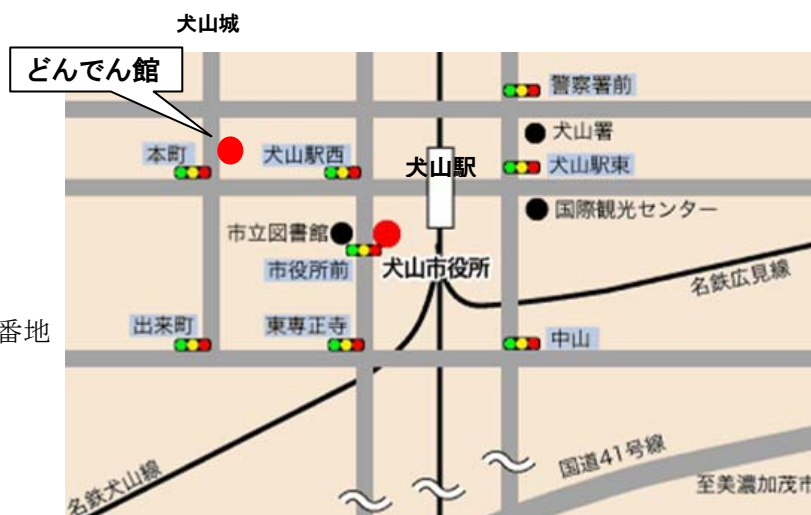 犬山城
どんでん館
警察署前
犬山署
本町
犬山駅西
犬山駅
犬山駅東
国際観光センター
市立図書館
市役所前
犬山市役所
名鉄広見線
番地
出来町
東専正寺
中山
国道41号線
名鉄犬山線
至美濃加茂市